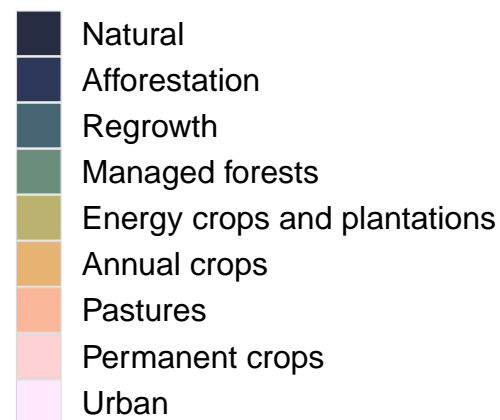 Natural
Afforestation
Regrowth
Managed forests
Energy crops and plantations
Annual crops
Pastures
Permanent crops
Urban